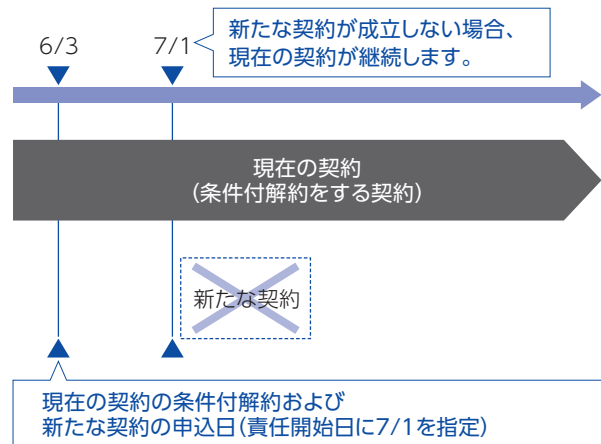 新たな契約が成立しない場合、
現在の契約が継続します。
6/3
7/1
現在の契約
(条件付解約をする契約)
新たな契約
現在の契約の条件付解約および
新たな契約の申込日(責任開始日に7/1を指定)